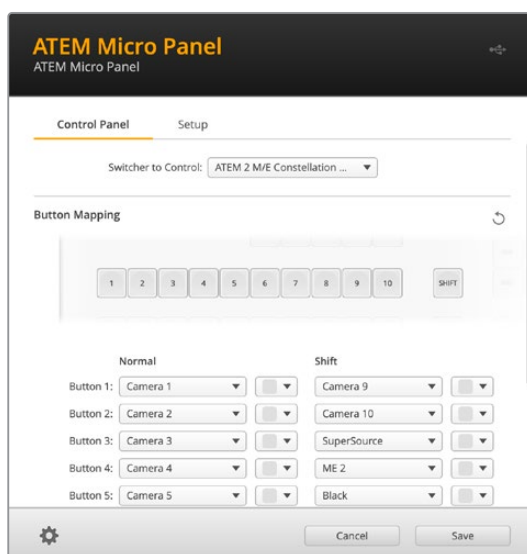 ATEM Micro Panel
ATEM Micro Panel
Control Panel Setup
Switcher to Control: ATEM 2 M/E Constellation ...
Button Mapping
1 2 3 4 5 6 7 8 9 10 SHIFT
Normal Shift
Button 1: Camera 1 Camera 9
Button 2: Camera 2 Camera 10
Button 3: Camera 3 SuperSource
Button 4: Camera 4 ME 2
Button 5: Camera 5 Black
Cancel Save